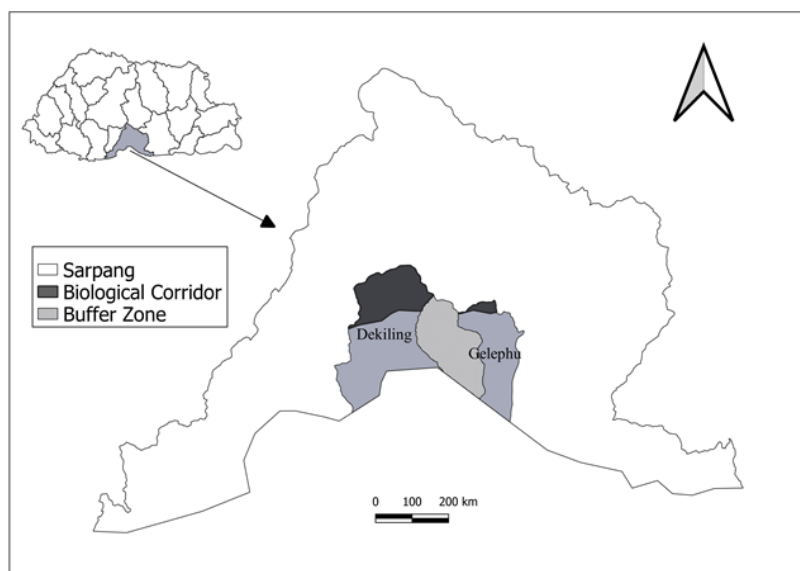 Sarpang
Biological Corridor
Buffer Zone
Dekiling
Gelephu
0 100 200 km